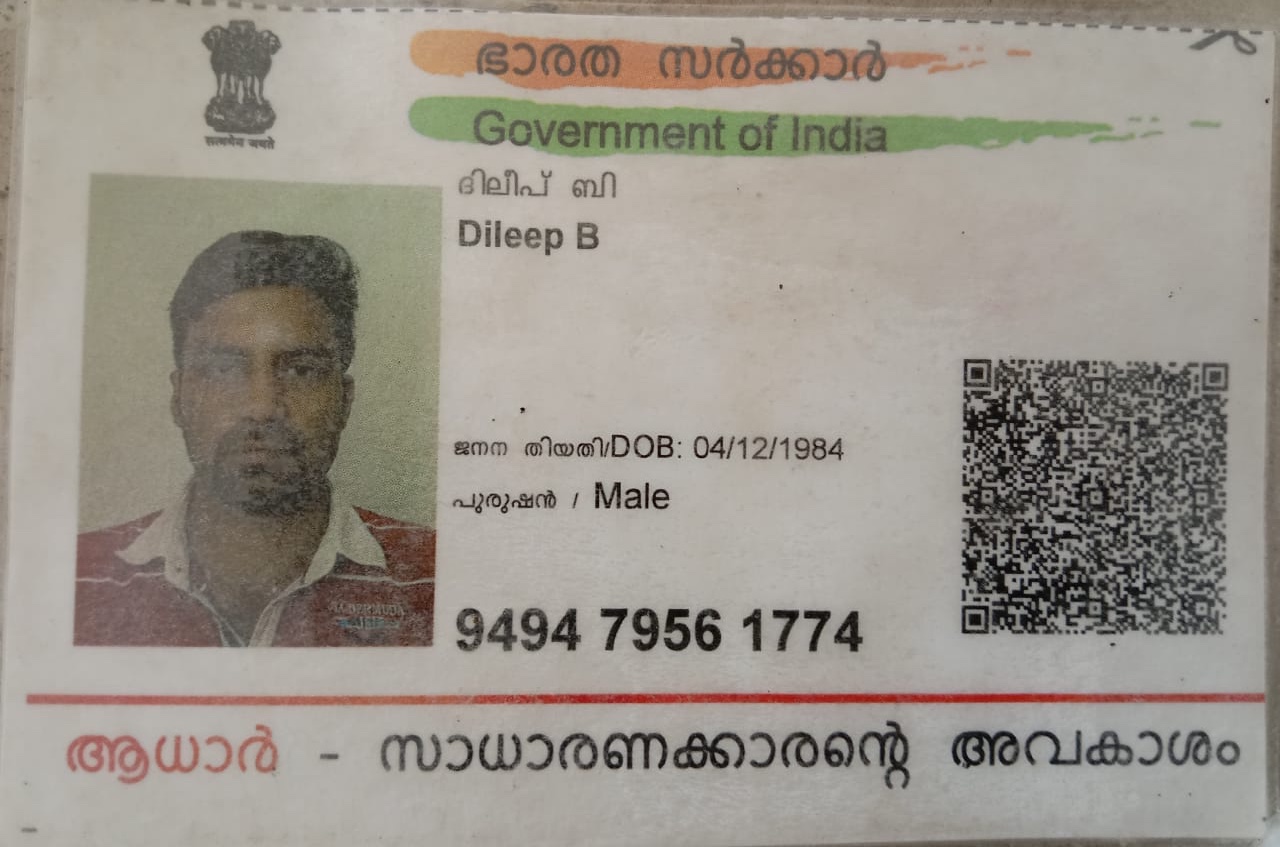 सत्यमेव जयते
ഭാരത സർക്കാർ
Government of India
ദിലീപ് ബി
Dileep B
ജനന തിയതി/DOB: 04/12/1984
പുരുഷൻ / Male
9494 7956 1774
ആധാർ - സാധാരണക്കാരന്റെ അവകാശം